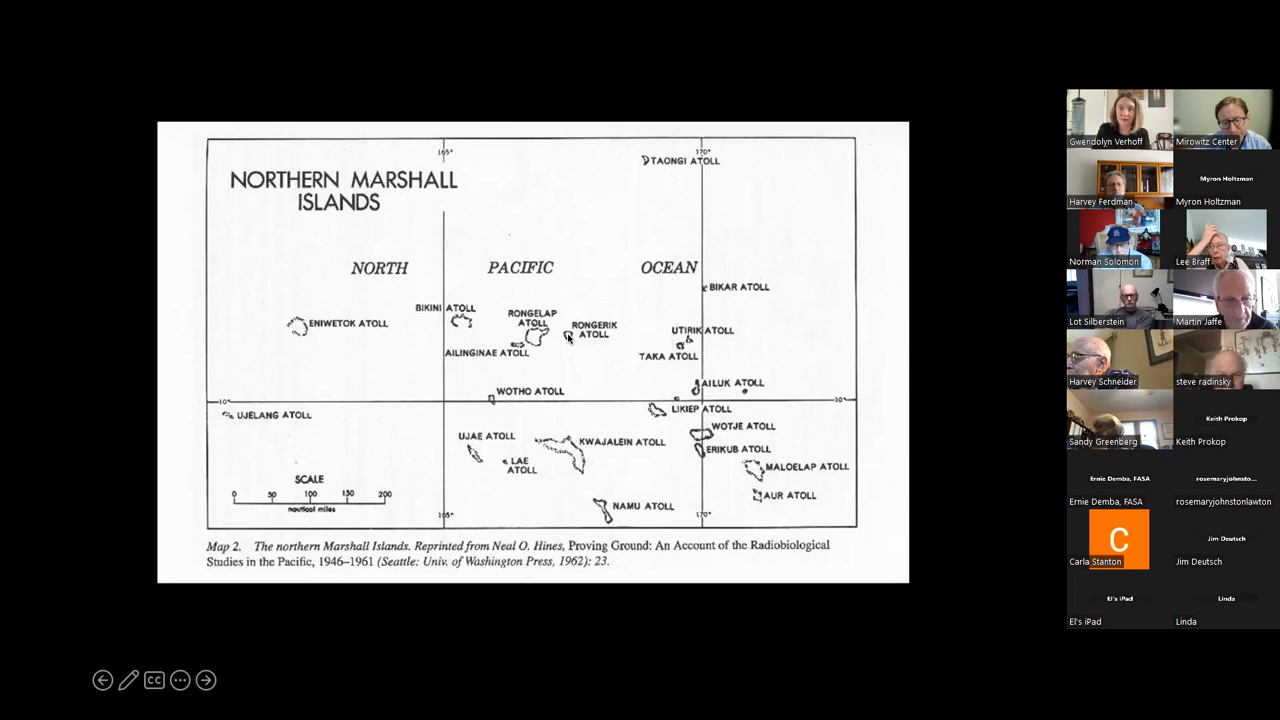 165°
170°
TAONGI ATOLL
NORTHERN MARSHALL
ISLANDS
NORTH PACIFIC OCEAN
BIKAR ATOLL
BIKINI ATOLL
RONGELAP
ATOLL
ENIWETOK ATOLL
RONGERIK
ATOLL
UTIRIK ATOLL
AILINGINAE ATOLL
TAKA ATOLL
AILUK ATOLL
WOTHO ATOLL
10°
10°
LIKIEP ATOLL
UJELANG ATOLL
WOTJE ATOLL
UJAE ATOLL
KWAJALEIN ATOLL
ERIKUB ATOLL
LAE
ATOLL
MALOELAP ATOLL
SCALE
0 50 100 150 200
nautical miles
AUR ATOLL
NAMU ATOLL
165°
170°
Map 2. The northern Marshall Islands. Reprinted from Neal O. Hines, Proving Ground: An Account of the Radiobiological
Studies in the Pacific, 1946–1961 (Seattle: Univ. of Washington Press, 1962): 23.
CC
Gwendolyn Verhoff
Mirowitz Center
Harvey Ferdman
Myron Holtzman
Myron Holtzman
Norman Solomon
Lee Braff
Lot Silberstein
Martin Jaffe
Harvey Schneider
steve radinsky
Sandy Greenberg
Keith Prokop
Keith Prokop
Ernie Demba, FASA
Ernie Demba, FASA
rosemaryjohnsto...
rosemaryjohnstonlawton
C
Carla Stanton
Jim Deutsch
Jim Deutsch
El's iPad
El's iPad
Linda
Linda